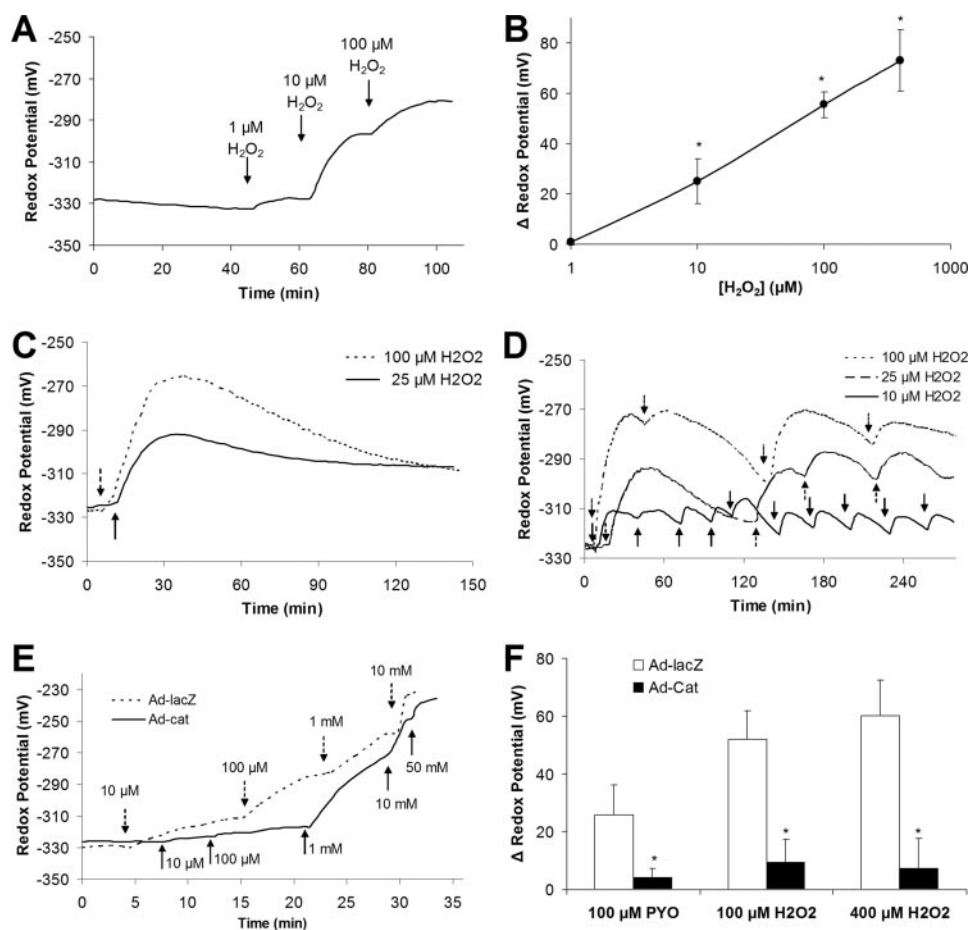 A
Redox Potential (mV)
-250
-270
-290
-310
-330
-350
1 µM
H₂O₂
10 µM
H₂O₂
100 µM
H₂O₂
0 20 40 60 80 100
Time (min)
B
Δ Redox Potential (mV)
80
60
40
20
0
*
*
*
1 10 100 1000
[H₂O₂] (µM)
C
Redox Potential (mV)
-250
-270
-290
-310
-330
-350
100 µM H2O2
25 µM H2O2
0 30 60 90 120 150
Time (min)
D
Redox Potential (mV)
-250
-270
-290
-310
-330
100 µM H2O2
25 µM H2O2
10 µM H2O2
0 60 120 180 240
Time (min)
E
Redox Potential (mV)
-230
-250
-270
-290
-310
-330
-350
Ad-lacZ
Ad-cat
10 µM
100 µM
1 mM
10 mM
10 µM
100 µM
1 mM
10 mM
50 mM
0 5 10 15 20 25 30 35
Time (min)
F
Δ Redox Potential (mV)
80
60
40
20
0
Ad-lacZ
Ad-Cat
*
*
*
100 µM PYO 100 µM H2O2 400 µM H2O2